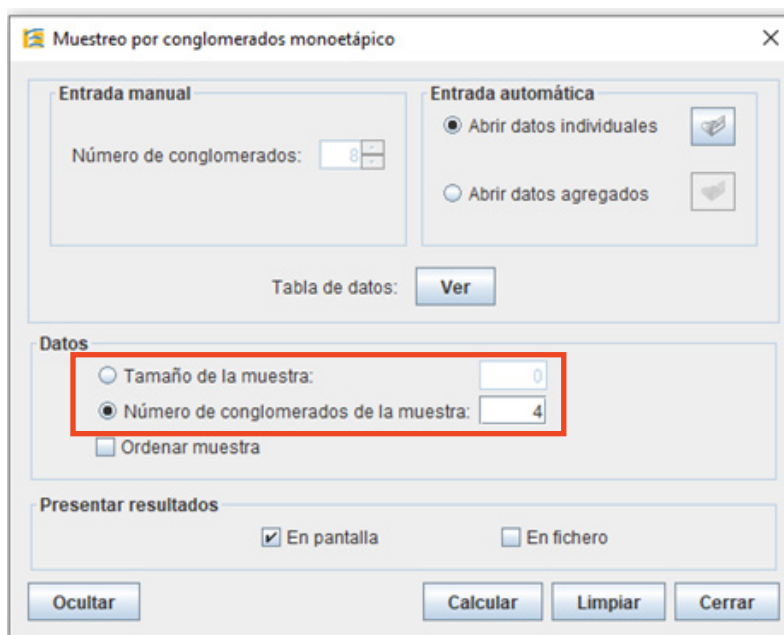 Muestreo por conglomerados monoetápico
Entrada manual
Número de conglomerados: 8
Entrada automática
Abrir datos individuales
Abrir datos agregados
Tabla de datos: Ver
Datos
Tamaño de la muestra: 0
Número de conglomerados de la muestra: 4
Ordenar muestra
Presentar resultados
En pantalla En fichero
Ocultar Calcular Limpiar Cerrar